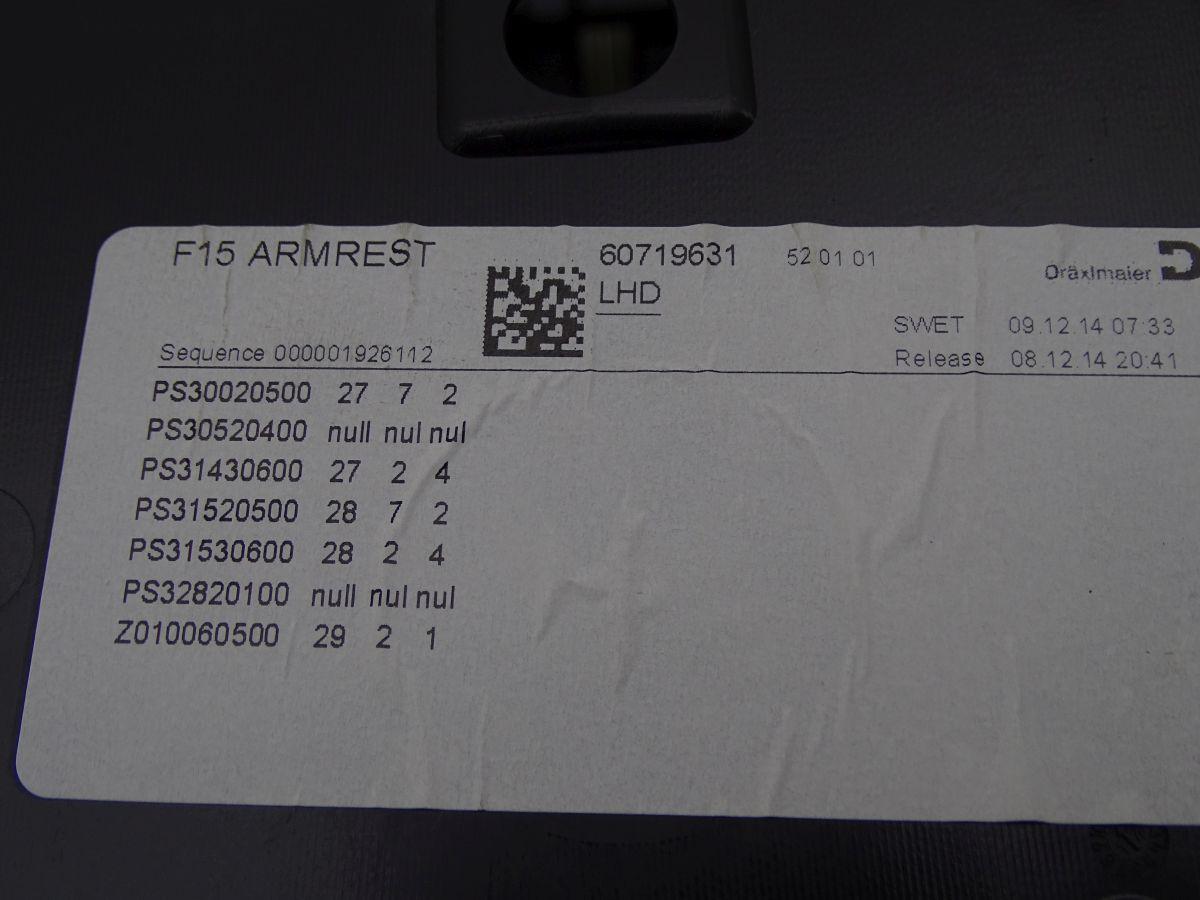 F15 ARMREST
60719631 52 01 01
LHD
Dräxlmaier
SWET 09.12.14 07:33
Release 08.12.14 20:41
Sequence 000001926112
PS30020500 27 7 2
PS30520400 null nul nul
PS31430600 27 2 4
PS31520500 28 7 2
PS31530600 28 2 4
PS32820100 null nul nul
Z010060500 29 2 1